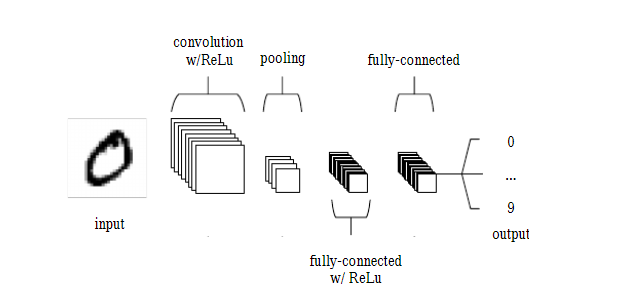 convolution
w/ReLu
pooling
fully-connected
input
0
...
9
output
fully-connected
w/ ReLu